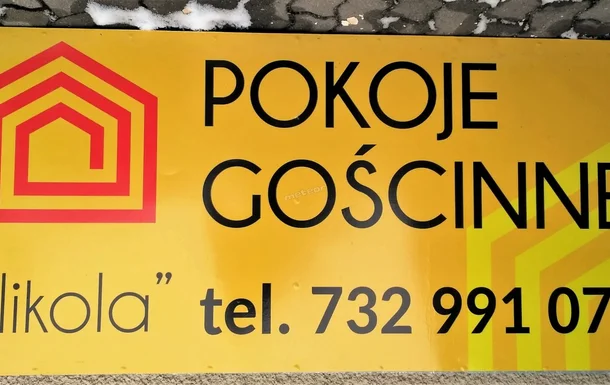 POKOJE
GOŚCINNE
likola” tel. 732 991 07